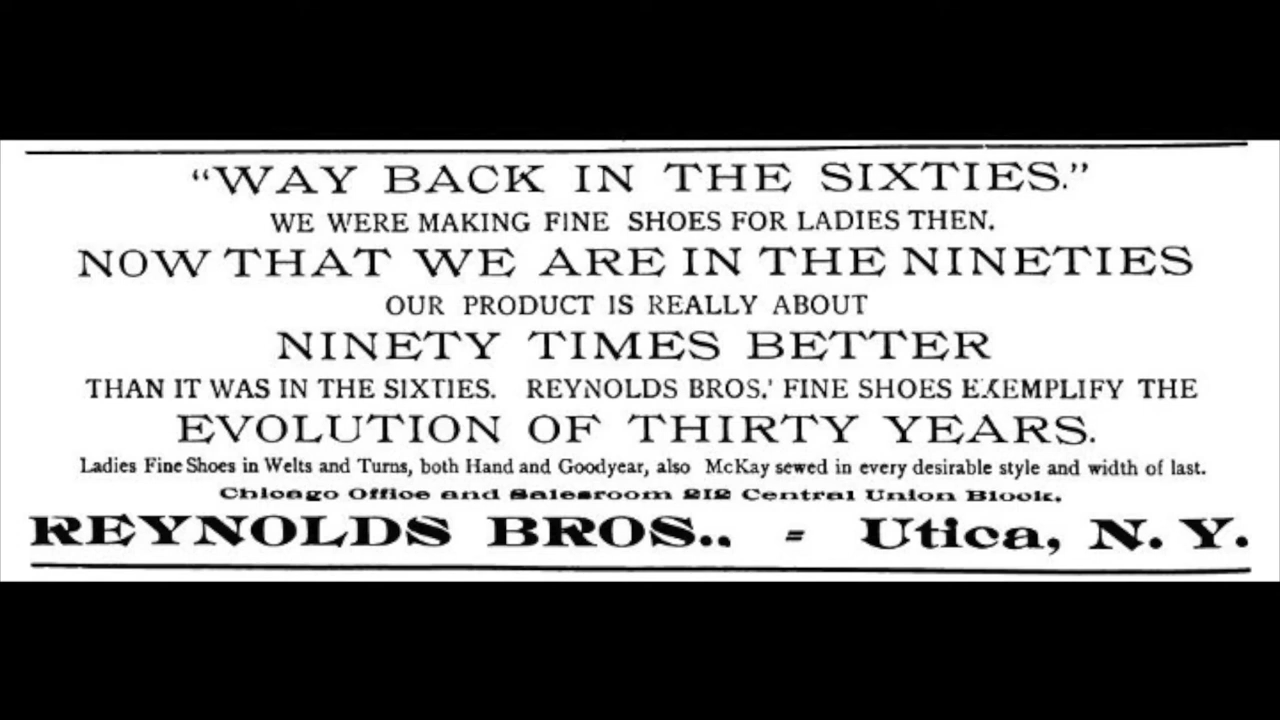 “WAY BACK IN THE SIXTIES.”
WE WERE MAKING FINE SHOES FOR LADIES THEN.
NOW THAT WE ARE IN THE NINETIES
OUR PRODUCT IS REALLY ABOUT
NINETY TIMES BETTER
THAN IT WAS IN THE SIXTIES. REYNOLDS BROS.' FINE SHOES EXEMPLIFY THE
EVOLUTION OF THIRTY YEARS.
Ladies Fine Shoes in Welts and Turns, both Hand and Goodyear, also McKay sewed in every desirable style and width of last.
Chicago Office and Salesroom 212 Central Union Block.
REYNOLDS BROS.. - Utica, N. Y.